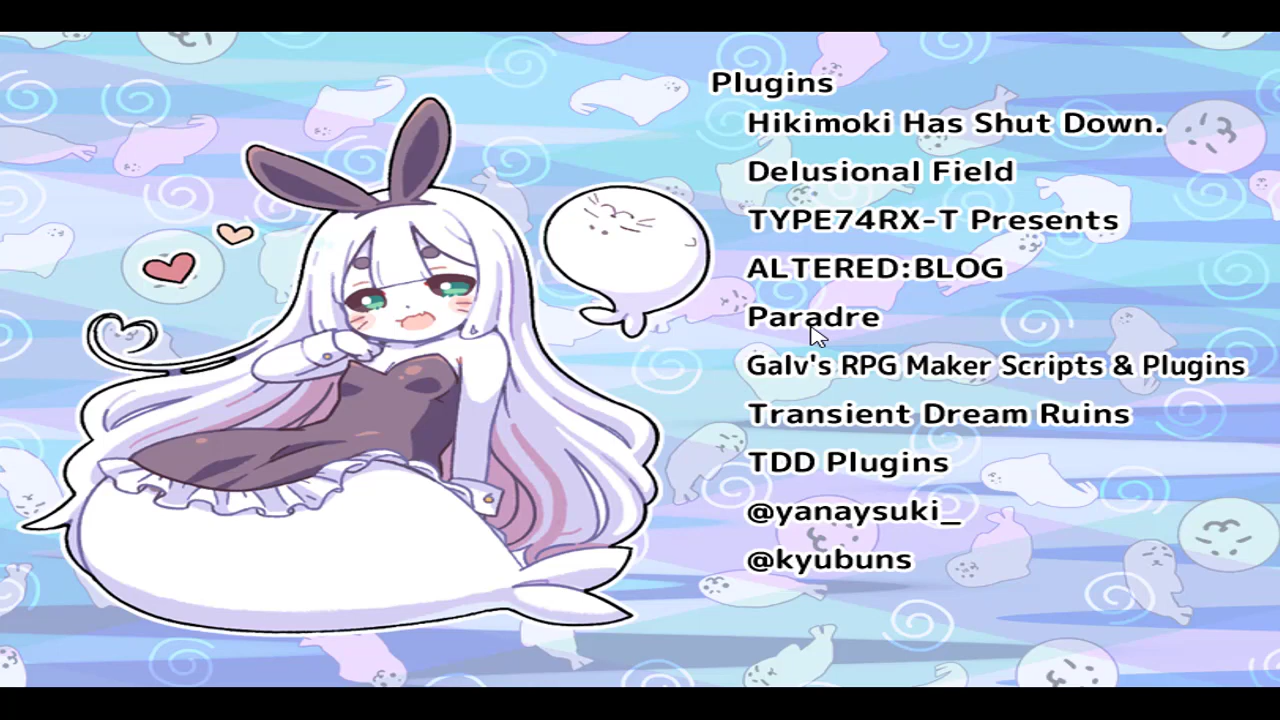 Plugins
Hikimoki Has Shut Down.
Delusional Field
TYPE74RX-T Presents
ALTERED:BLOG
Paradre
Galv's RPG Maker Scripts & Plugins
Transient Dream Ruins
TDD Plugins
@yanaysuki_
@kyubuns